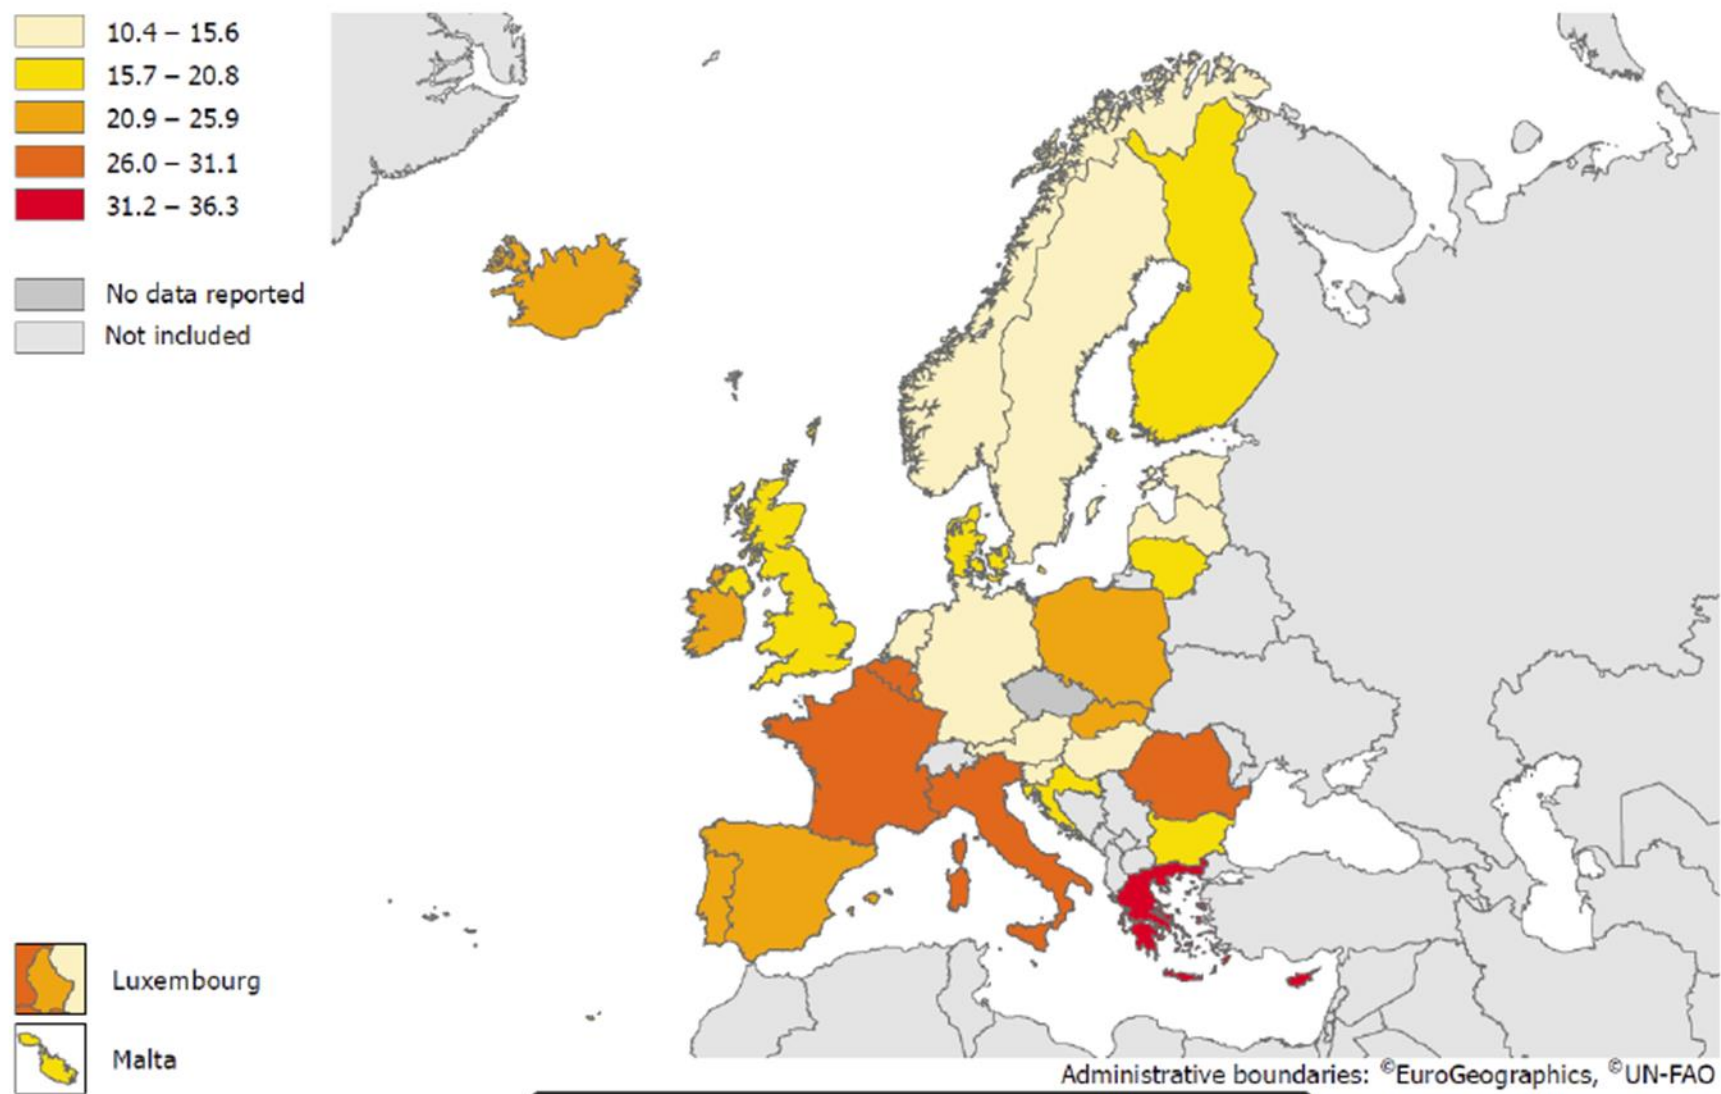 10.4 – 15.6
15.7 – 20.8
20.9 – 25.9
26.0 – 31.1
31.2 – 36.3
No data reported
Not included
Luxembourg
Malta
Administrative boundaries: ©EuroGeographics, ©UN-FAO